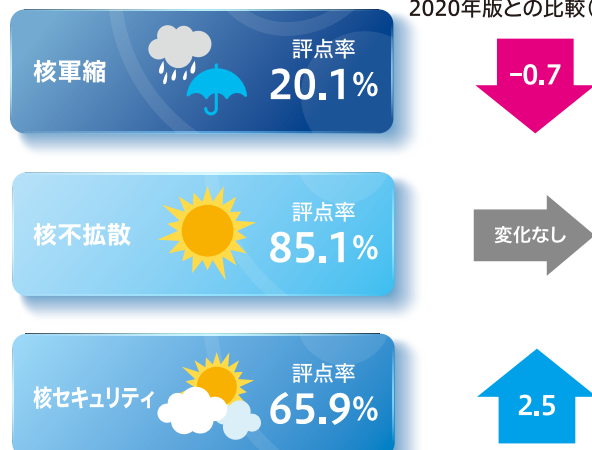 2020年版との比較(
核軍縮
評点率
20.1%
-0.7
核不拡散
評点率
85.1%
変化なし
核セキュリティ
評点率
65.9%
2.5